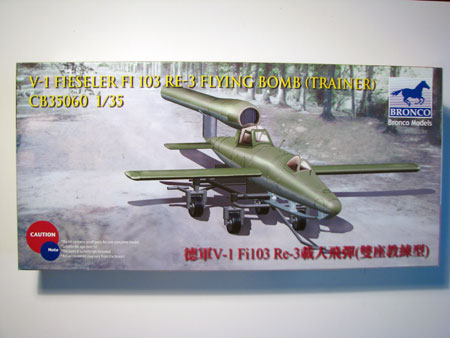 V-1 FIESELER FI 103 RE-3 FLYING BOMB (TRAINER)
CB35060 1/35
BRONCO
Bronco Models
CAUTION
Note
德軍V-1 Fi103 Re-3載人飛彈(雙座教練型)